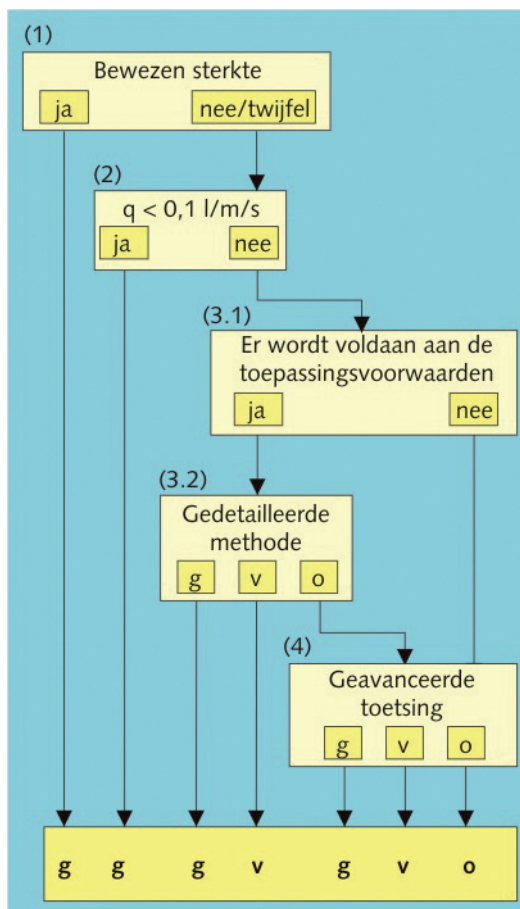 (1)
Bewezen sterkte
ja nee/twijfel
(2)
q < 0,1 l/m/s
ja nee
(3.1)
Er wordt voldaan aan de
toepassingsvoorwaarden
ja nee
(3.2)
Gedetailleerde
methode
g v o
(4)
Geavanceerde
toetsing
g v o
g g g v g v o